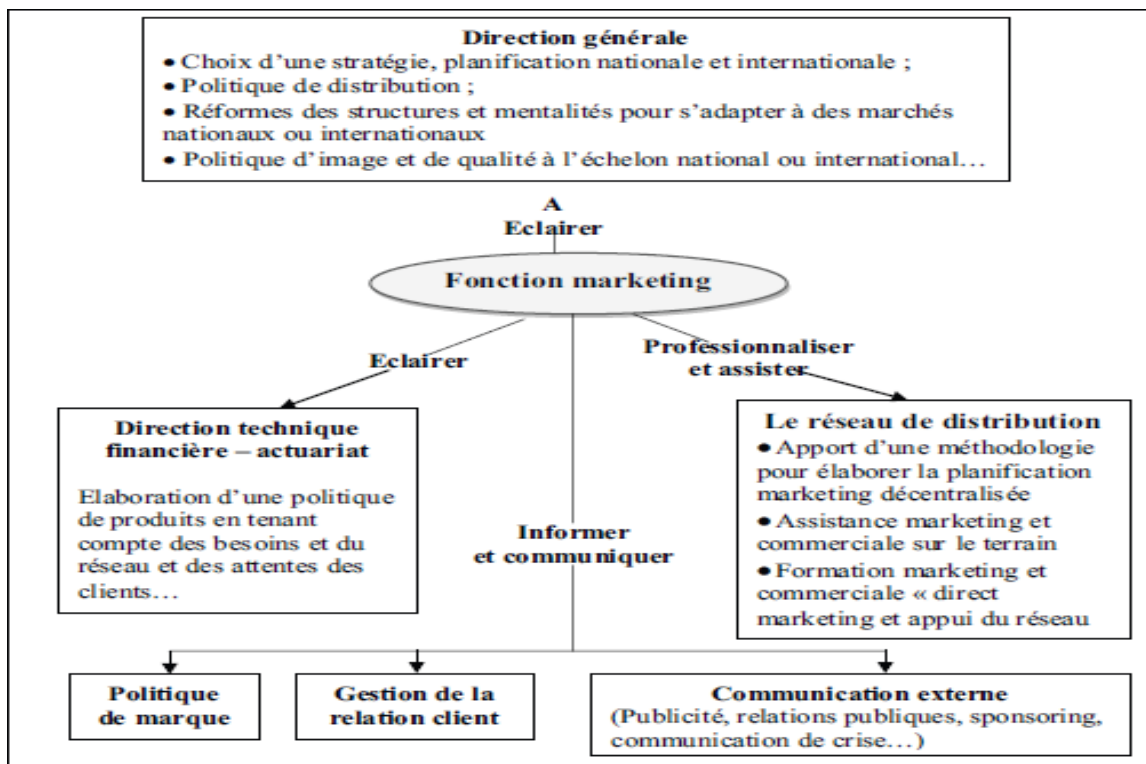 Direction générale
• Choix d'une stratégie, planification nationale et internationale ;
• Politique de distribution ;
• Réformes des structures et mentalités pour s'adapter à des marchés
nationaux ou internationaux
• Politique d'image et de qualité à l'échelon national ou international…
A
Eclairer
Fonction marketing
Eclairer
Professionnaliser
et assister
Direction technique
financière – actuariat
Elaboration d'une politique
de produits en tenant
compte des besoins et du
réseau et des attentes des
clients…
Le réseau de distribution
• Apport d'une méthodologie
pour élaborer la planification
marketing décentralisée
• Assistance marketing et
commerciale sur le terrain
• Formation marketing et
commerciale « direct
marketing et appui du réseau
Informer
et communiquer
Politique
de marque
Gestion de la
relation client
Communication externe
(Publicité, relations publiques, sponsoring,
communication de crise…)